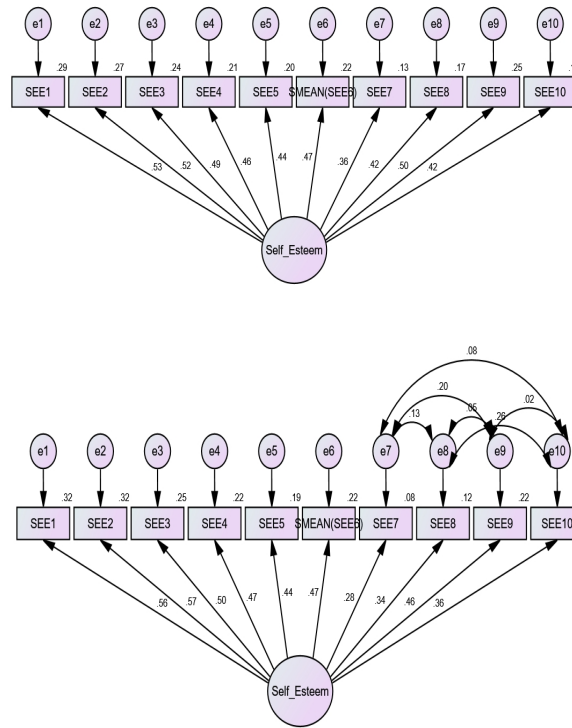 e1 e2 e3 e4 e5 e6 e7 e8 e9 e10
.29 .27 .24 .21 .20 .22 .13 .17 .25
SEE1 SEE2 SEE3 SEE4 SEE5 SMEAN(SEE6) SEE7 SEE8 SEE9 SEE10
.53 .52 .49 .46 .44 .47 .36 .42 .50 .42
Self_Esteem
.08
.20 .02
.13 .05 .26
e1 e2 e3 e4 e5 e6 e7 e8 e9 e10
.32 .32 .25 .22 .19 .22 .08 .12 .22
SEE1 SEE2 SEE3 SEE4 SEE5 SMEAN(SEE6) SEE7 SEE8 SEE9 SEE10
.56 .57 .50 .47 .44 .47 .28 .34 .46 .36
Self_Esteem